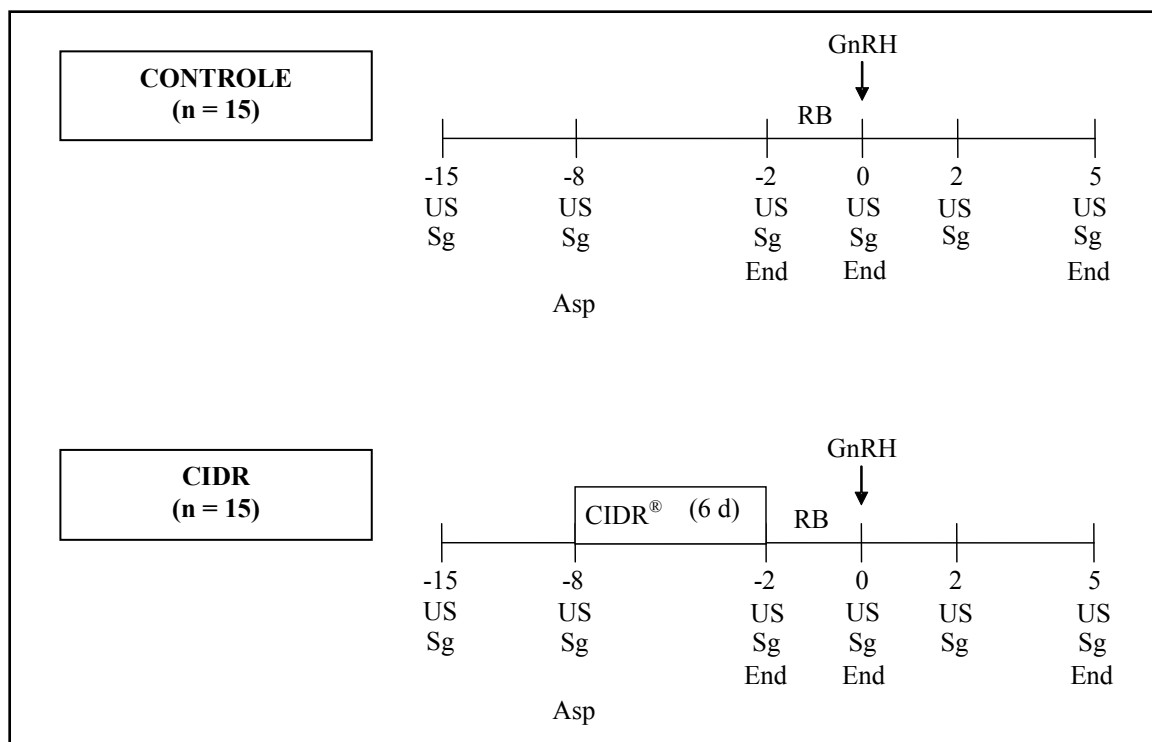 CONTROLE
(n = 15)
GnRH
RB
-15 -8 -2 0 2 5
US US US US US US
Sg Sg Sg Sg Sg Sg
End End End
Asp
CIDR
(n = 15)
GnRH
CIDR® (6 d)
RB
-15 -8 -2 0 2 5
US US US US US US
Sg Sg Sg Sg Sg Sg
End End End
Asp